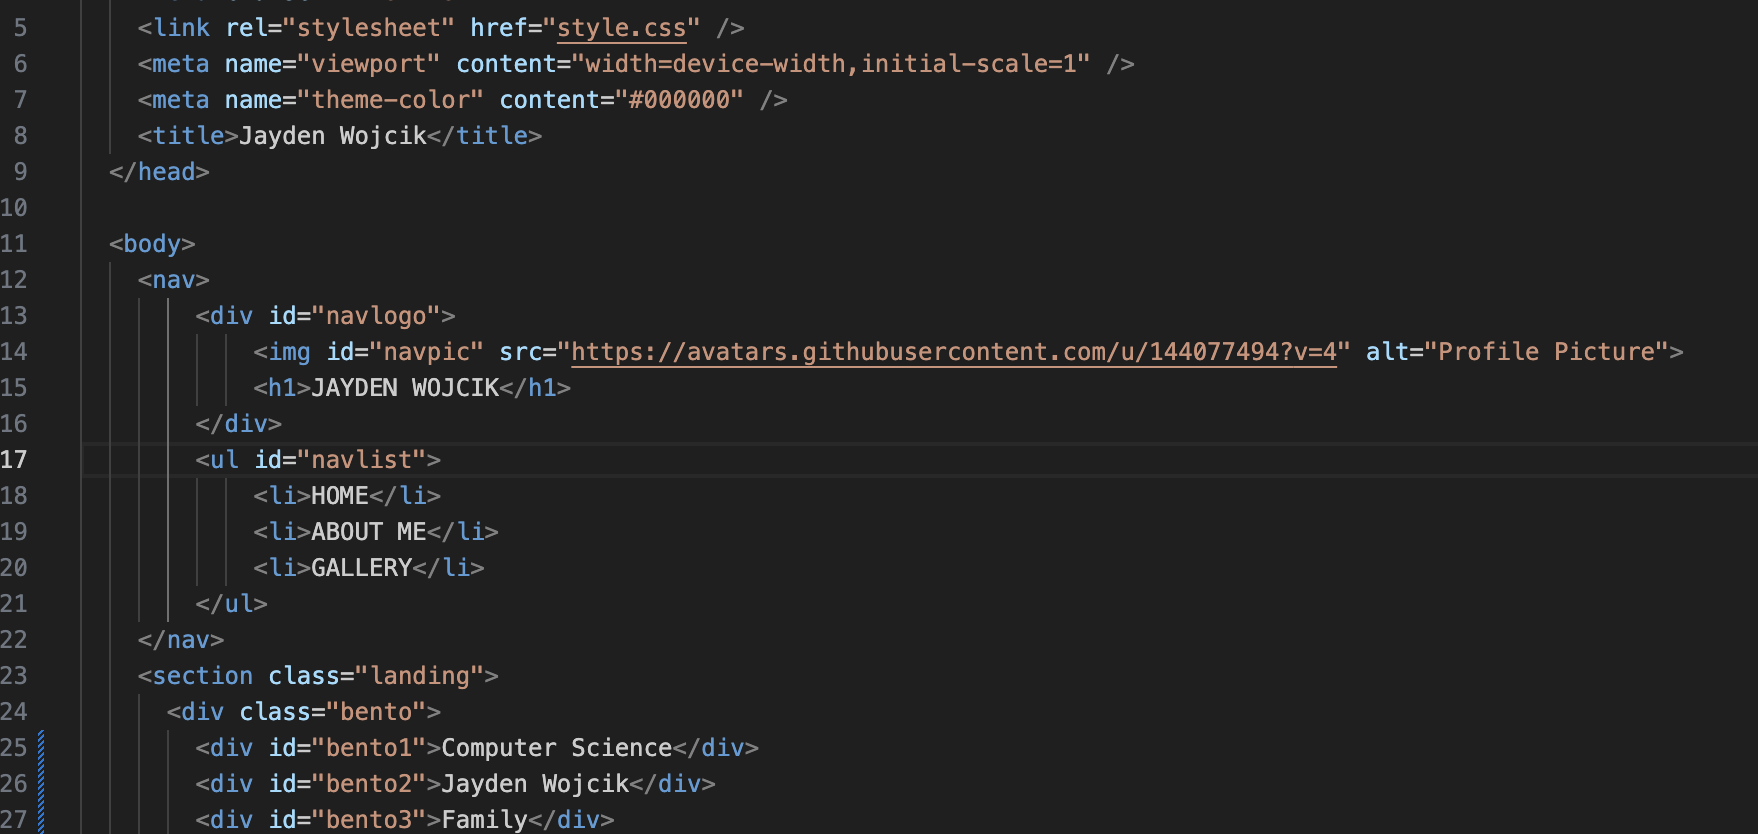 5 <link rel="stylesheet" href="style.css" />
6 <meta name="viewport" content="width=device-width,initial-scale=1" />
7 <meta name="theme-color" content="#000000" />
8 <title>Jayden Wojcik</title>
9 </head>
10
11 <body>
12 <nav>
13 <div id="navlogo">
14 <img id="navpic" src="https://avatars.githubusercontent.com/u/144077494?v=4" alt="Profile Picture">
15 <h1>JAYDEN WOJCIK</h1>
16 </div>
17 <ul id="navlist">
18 <li>HOME</li>
19 <li>ABOUT ME</li>
20 <li>GALLERY</li>
21 </ul>
22 </nav>
23 <section class="landing">
24 <div class="bento">
25 <div id="bento1">Computer Science</div>
26 <div id="bento2">Jayden Wojcik</div>
27 <div id="bento3">Family</div>